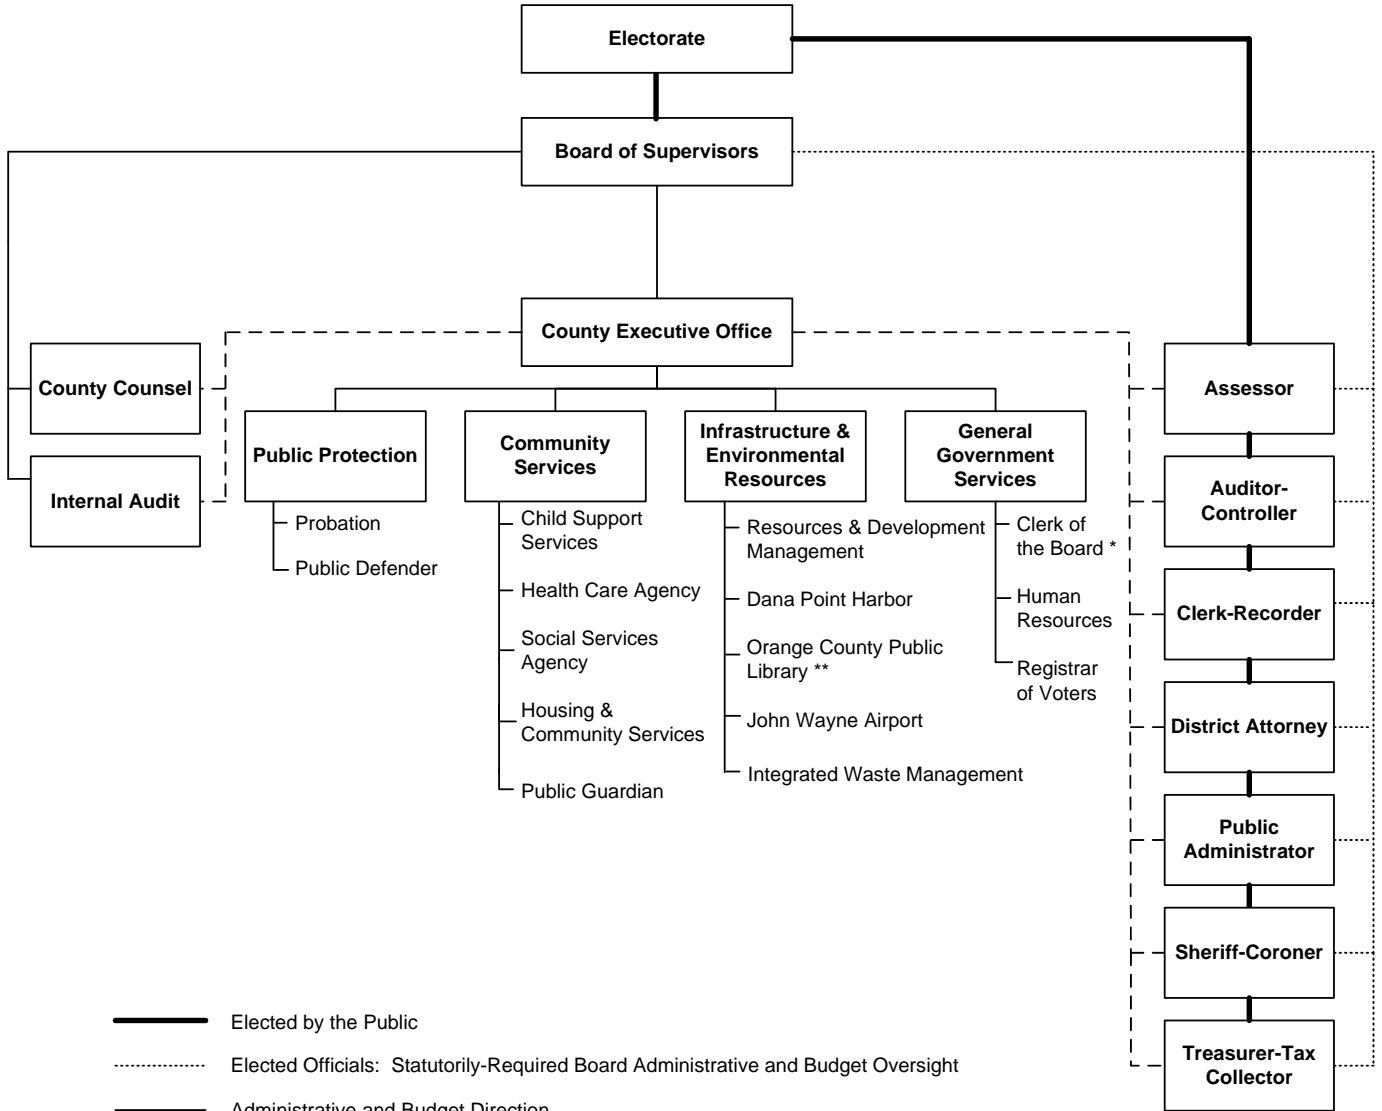 Electorate
Board of Supervisors
County Executive Office
County Counsel
Internal Audit
Public Protection
Probation
Public Defender
Community
Services
Child Support
Services
Health Care Agency
Social Services
Agency
Housing &
Community Services
Public Guardian
Infrastructure &
Environmental
Resources
Resources & Development
Management
Dana Point Harbor
Orange County Public
Library **
John Wayne Airport
Integrated Waste Management
General
Government
Services
Clerk of
the Board *
Human
Resources
Registrar
of Voters
Assessor
Auditor-
Controller
Clerk-Recorder
District Attorney
Public
Administrator
Sheriff-Coroner
Treasurer-Tax
Collector
Elected by the Public
Elected Officials: Statutorily-Required Board Administrative and Budget Oversight
Administrative and Budget Direction